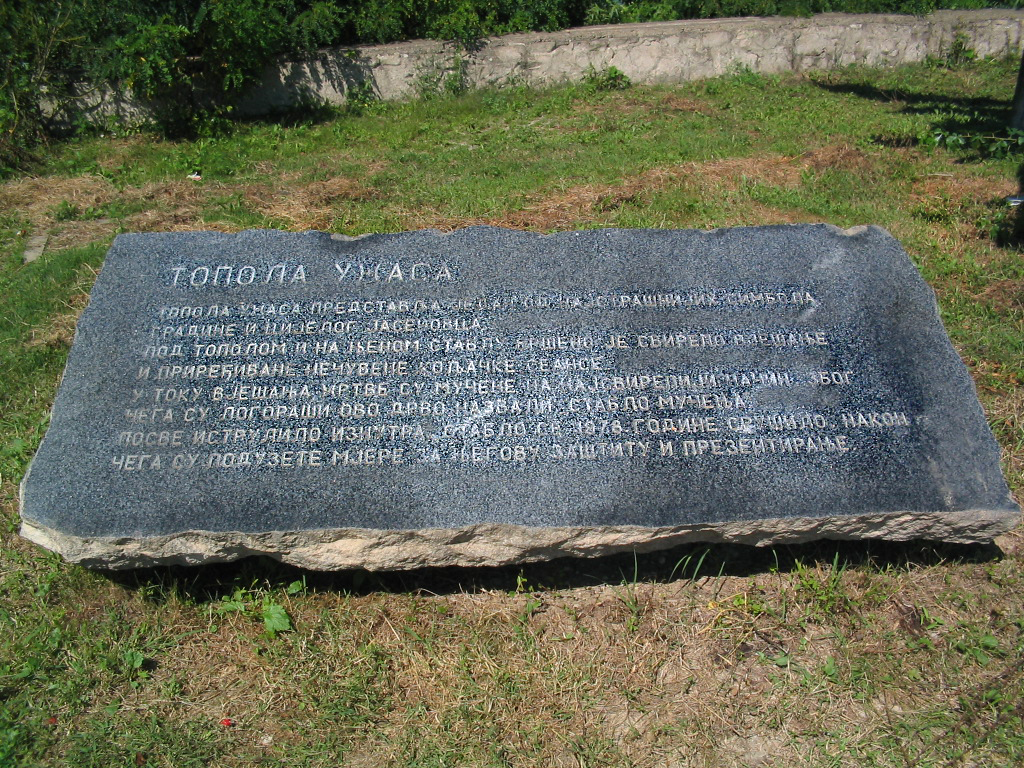 ТОПОЛА УЖАСА
ТОПОЛА УЖАСА ПРЕДСТАВЉА ЈЕДАН ОД НАЈСТРАШНИЈИХ СИМБОЛА
ГРАДИНЕ И ЦИЈЕЛОГ ЈАСЕНОВЦА.
ПОД ТОПОЛОМ И НА ЊЕНОМ СТАБЛУ ВРШЕНО ЈЕ СВИРЕПО ВЈЕШАЊЕ
И ПРИРЕЂИВАНЕ НЕЧУВЕНЕ КОЉАЧКЕ СЕАНСЕ.
У ТОКУ ВЈЕШАЊА ЖРТВЕ СУ МУЧЕНЕ НА НАЈСВИРЕПИЈИ НАЧИН, ЗБОГ
ЧЕГА СУ ЛОГОРАШИ ОВО ДРВО НАЗВАЛИ, СТАБЛО МУЧЕЊА.
ПОСВЕ ИСТРУЛИЛО ИЗНУТРА, СТАБЛО СЕ 1978. ГОДИНЕ СРУШИЛО, НАКОН
ЧЕГА СУ ПОДУЗЕТЕ МЈЕРЕ ЗА ЊЕГОВУ ЗАШТИТУ И ПРЕЗЕНТИРАЊЕ.